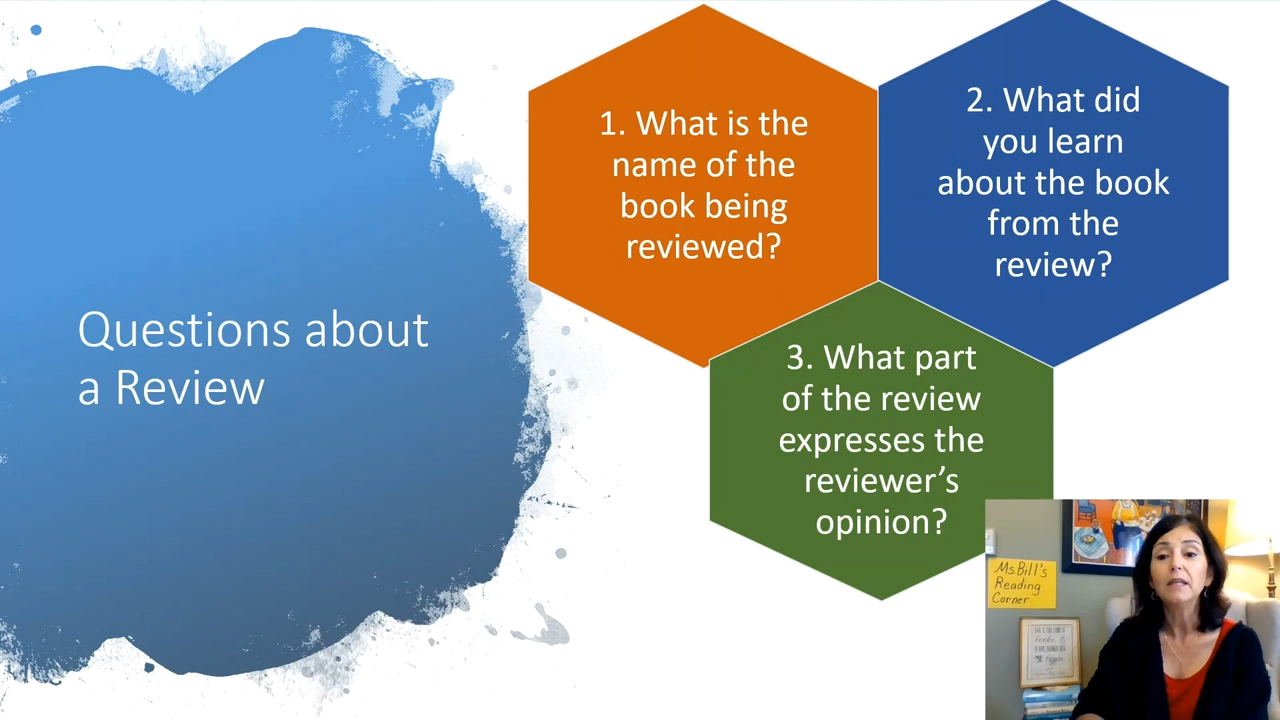 Questions about
a Review
1. What is the
name of the
book being
reviewed?
2. What did
you learn
about the book
from the
review?
3. What part
of the review
expresses the
reviewer’s
opinion?
Ms.Bill's
Reading
Corner
books,
begin.